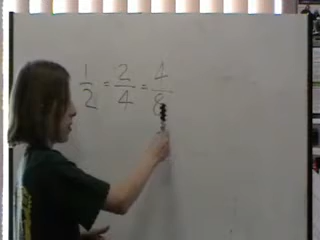 1/2 = 2/4 = 4/8